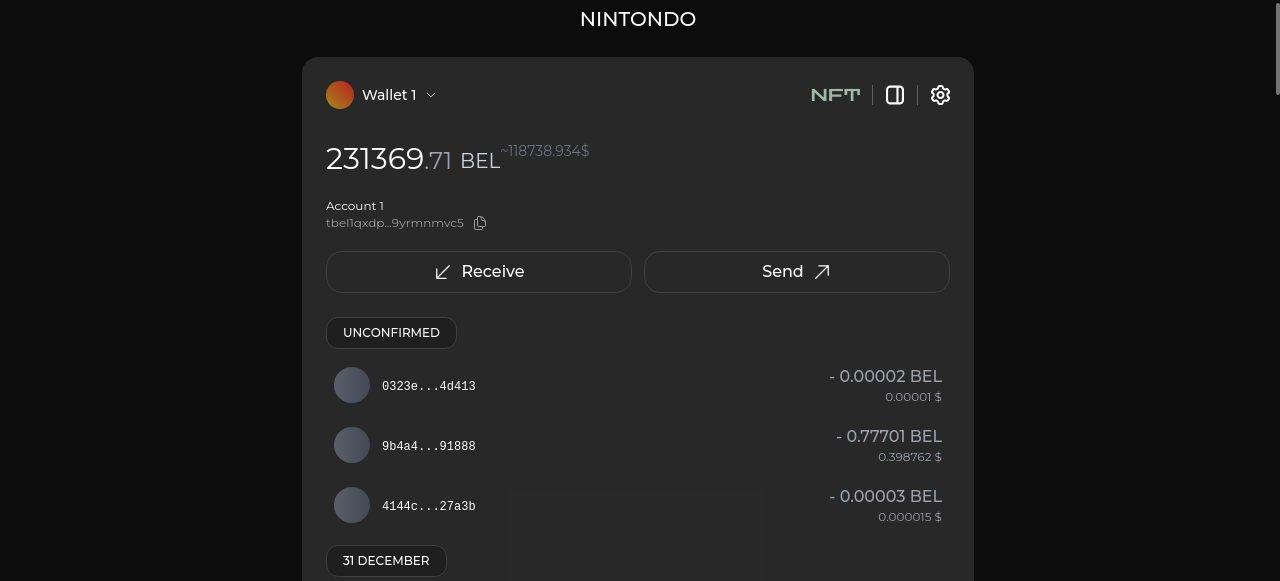 NINTONDO
Wallet 1
NFT
231369.71 BEL ~118738.934$
Account 1
tbel1qxdp...9yrmnmvc5
Receive
Send
UNCONFIRMED
0323e...4d413
- 0.00002 BEL
0.00001 $
9b4a4...91888
- 0.77701 BEL
0.398762 $
4144c...27a3b
- 0.00003 BEL
0.000015 $
31 DECEMBER